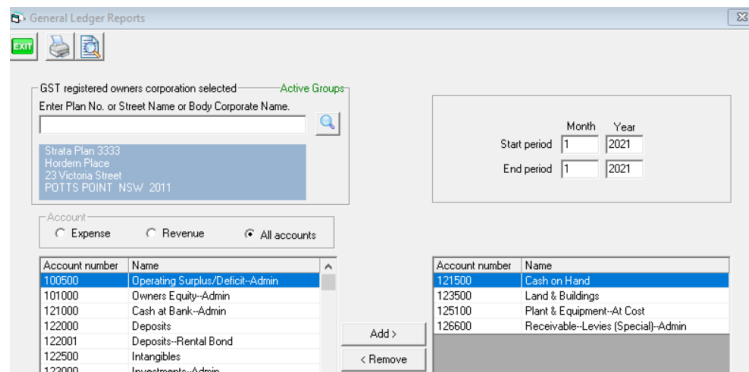 General Ledger Reports
EXIT
GST registered owners corporation selected Active Groups
Enter Plan No. or Street Name or Body Corporate Name.
Strata Plan 3333
Hordern Place
23 Victoria Street
POTTS POINT NSW 2011
Month Year
Start period 1 2021
End period 1 2021
Account
Expense Revenue All accounts
Account number Name
100500 Operating Surplus/Deficit--Admin
101000 Owners Equity--Admin
121000 Cash at Bank--Admin
122000 Deposits
122001 Deposits--Rental Bond
122500 Intangibles
123000 Investments--Admin
Add >
< Remove
Account number Name
121500 Cash on Hand
123500 Land & Buildings
125100 Plant & Equipment--At Cost
126600 Receivable--Levies (Special)--Admin